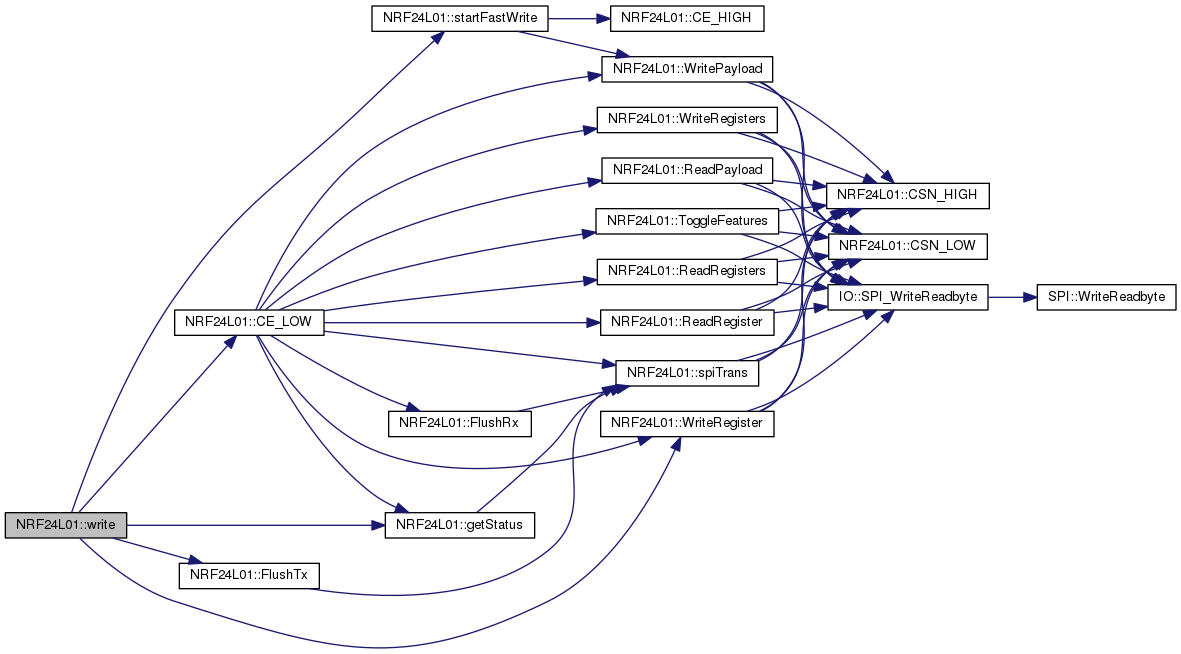 NRF24L01::startFastWrite
NRF24L01::CE_HIGH
NRF24L01::WritePayload
NRF24L01::WriteRegisters
NRF24L01::ReadPayload
NRF24L01::CSN_HIGH
NRF24L01::ToggleFeatures
NRF24L01::CSN_LOW
NRF24L01::ReadRegisters
IO::SPI_WriteReadbyte
SPI::WriteReadbyte
NRF24L01::CE_LOW
NRF24L01::ReadRegister
NRF24L01::spiTrans
NRF24L01::FlushRx
NRF24L01::WriteRegister
NRF24L01::write
NRF24L01::getStatus
NRF24L01::FlushTx